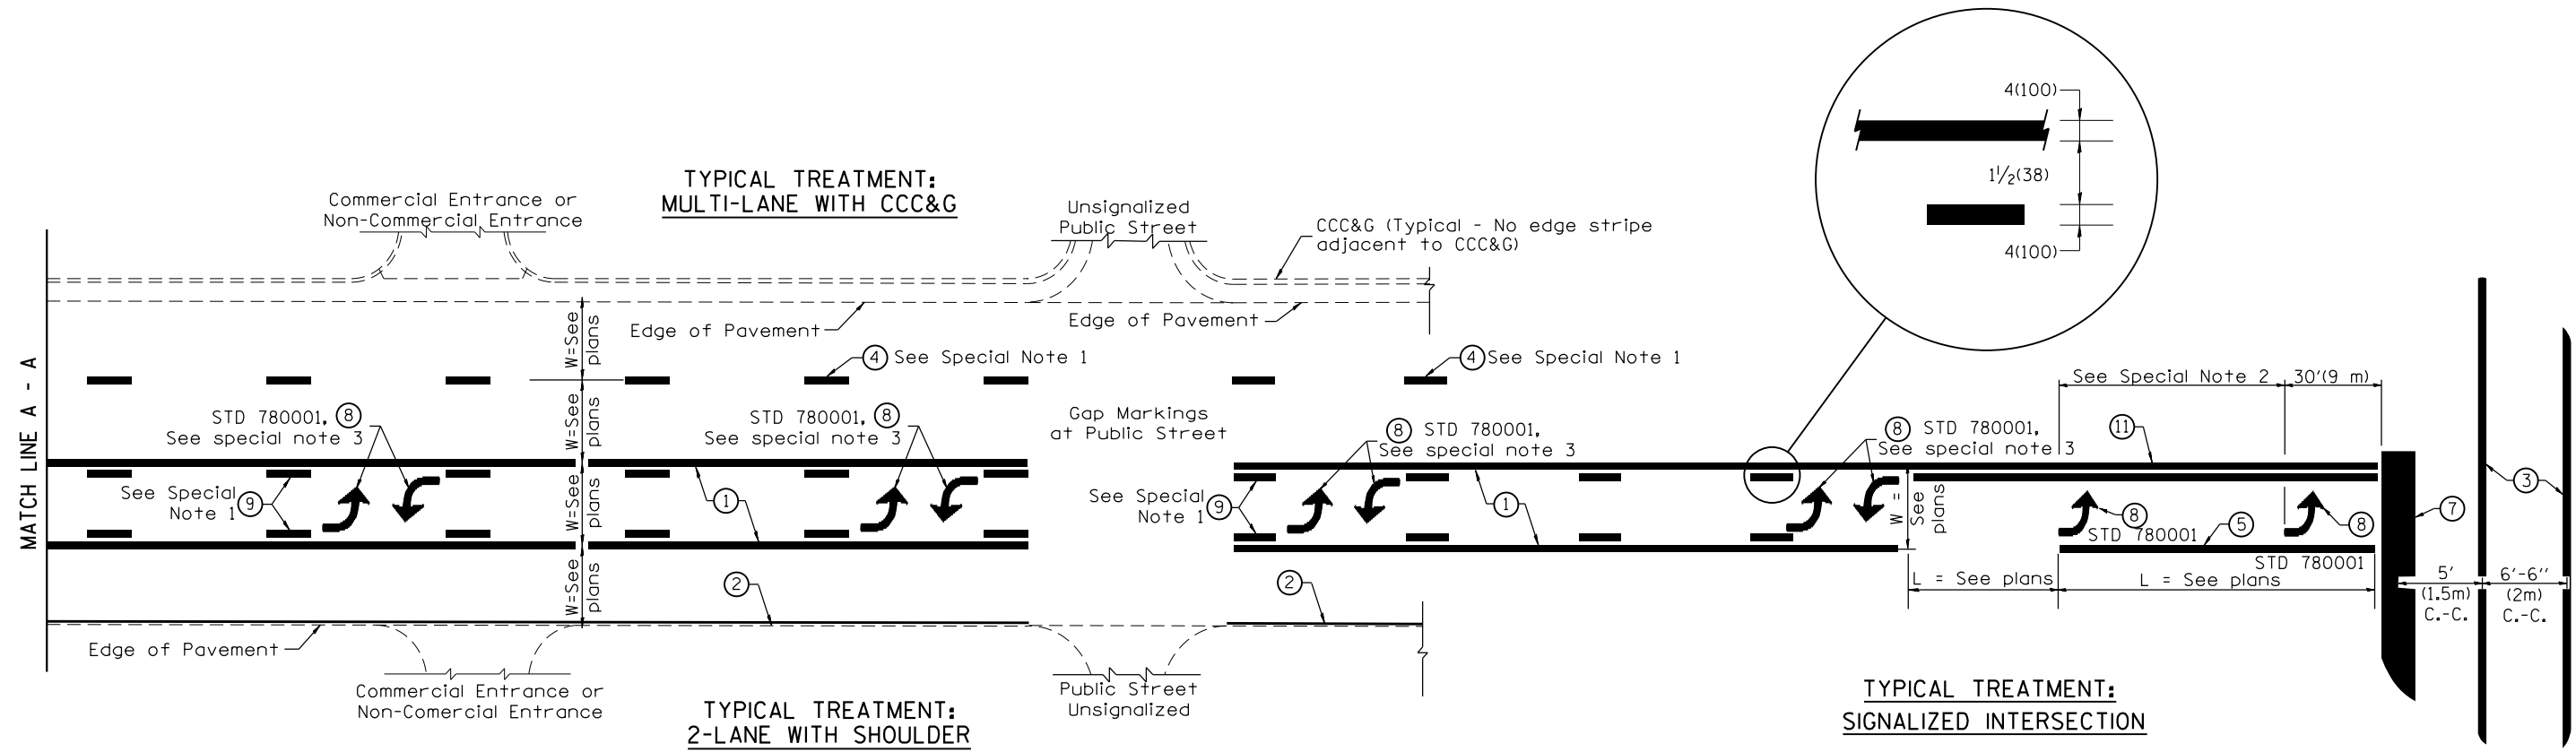 4(100)
1 1/2(38)
4(100)
TYPICAL TREATMENT:
MULTI-LANE WITH CCC&G
Commercial Entrance or
Non-Commercial Entrance
Unsignalized
Public Street
CCC&G (Typical - No edge stripe
adjacent to CCC&G)
Edge of Pavement
Edge of Pavement
W=See
plans
4 See Special Note 1
4 See Special Note 1
MATCH LINE A - A
See Special Note 2
30'(9 m)
STD 780001, 8
See special note 3
W=See
plans
STD 780001, 8
See special note 3
Gap Markings
at Public Street
8 STD 780001,
See special note 3
8 STD 780001,
See special note 3
11
See Special
Note 1
9
W=See
plans
1
See Special
Note 1
9
1
W =
See
plans
8
STD 780001
5
8
STD 780001
3
7
W=See
plans
2
2
L = See plans
L = See plans
5'
(1.5m)
C.-C.
6'-6''
(2m)
C.-C.
Edge of Pavement
Commercial Entrance or
Non-Comercial Entrance
Public Street
Unsignalized
TYPICAL TREATMENT:
2-LANE WITH SHOULDER
TYPICAL TREATMENT:
SIGNALIZED INTERSECTION